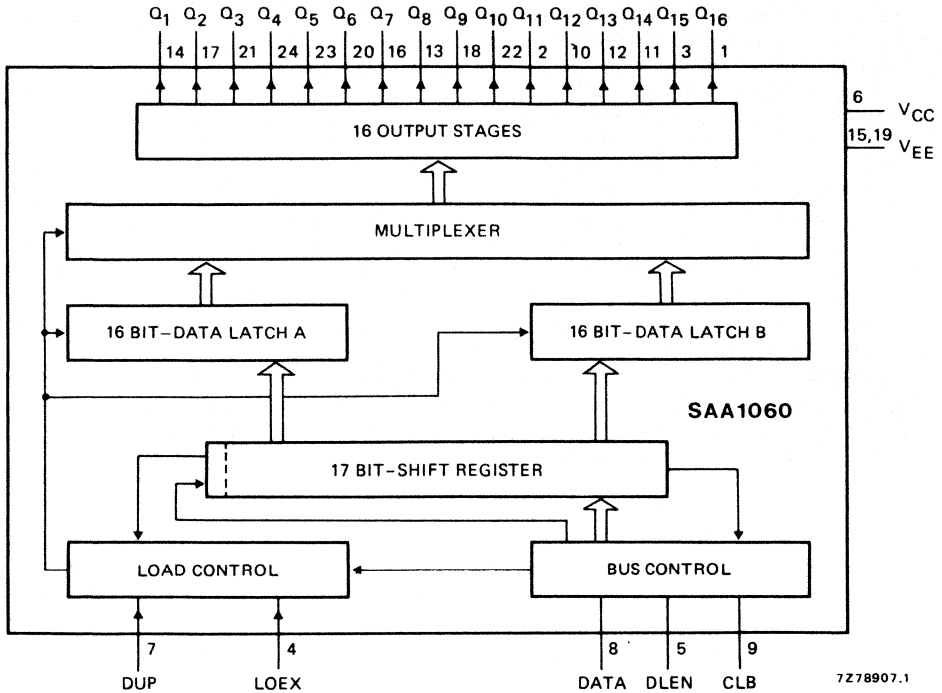 Q1 Q2 Q3 Q4 Q5 Q6 Q7 Q8 Q9 Q10 Q11 Q12 Q13 Q14 Q15 Q16
14 17 21 24 23 20 16 13 18 22 2 10 12 11 3 1
6 VCC
15,19 VEE
16 OUTPUT STAGES
MULTIPLEXER
16 BIT-DATA LATCH A
16 BIT-DATA LATCH B
SAA1060
17 BIT-SHIFT REGISTER
LOAD CONTROL
BUS CONTROL
7 4 8 5 9
DUP LOEX DATA DLEN CLB
7Z78907.1